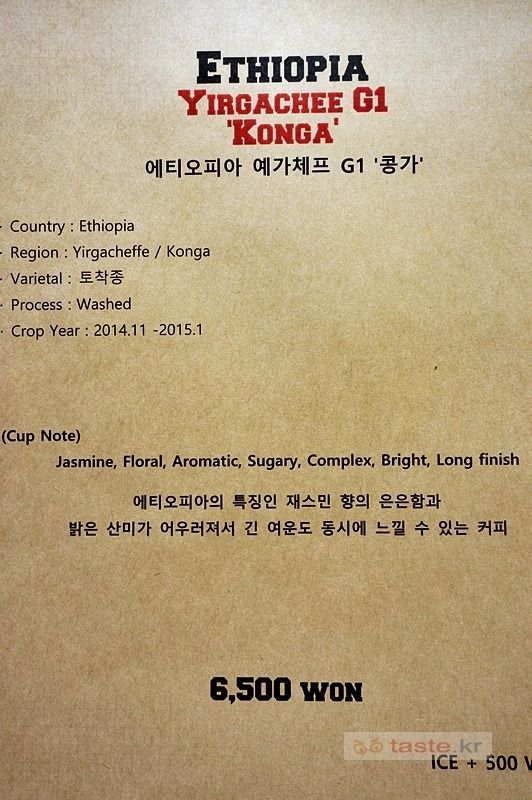 ETHIOPIA
YIRGACHEE G1
'KONGA'
에티오피아 예가체프 G1 '콩가'
· Country : Ethiopia
· Region : Yirgacheffe / Konga
· Varietal : 토착종
· Process : Washed
· Crop Year : 2014.11 -2015.1
(Cup Note)
Jasmine, Floral, Aromatic, Sugary, Complex, Bright, Long finish
에티오피아의 특징인 재스민 향의 은은함과
밝은 산미가 어우러져서 긴 여운도 동시에 느낄 수 있는 커피
6,500 WON
taste.kr
ICE + 500